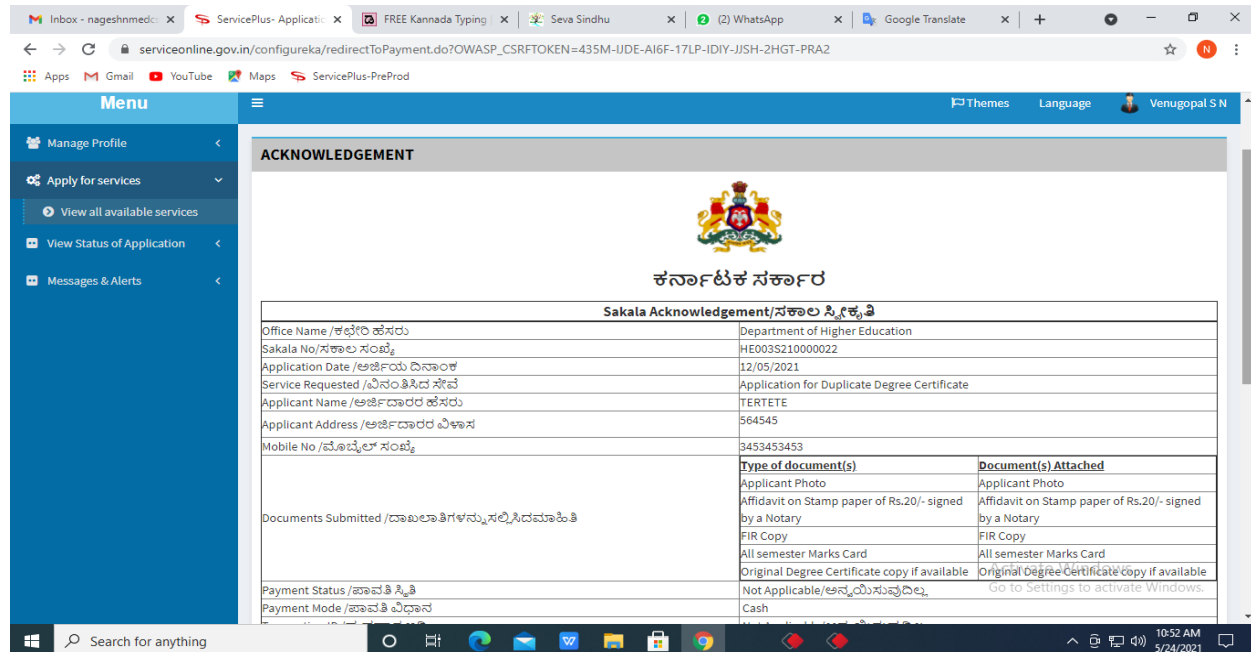 Inbox - nageshnmedc
ServicePlus- Applicatio
FREE Kannada Typing
Seva Sindhu
(2) WhatsApp
Google Translate
serviceonline.gov.in/configureka/redirectToPayment.do?OWASP_CSRFTOKEN=435M-IJDE-AI6F-17LP-IDIY-JJSH-2HGT-PRA2
N
Apps Gmail YouTube Maps ServicePlus-PreProd
Menu
Themes Language Venugopal S N
Manage Profile
Apply for services
View all available services
View Status of Application
Messages & Alerts
ACKNOWLEDGEMENT
ಕರ್ನಾಟಕ ಸರ್ಕಾರ
Sakala Acknowledgement/ಸಕಾಲ ಸ್ವೀಕೃತಿ
Office Name /ಕಛೇರಿ ಹೆಸರು Department of Higher Education
Sakala No/ಸಕಾಲ ಸಂಖ್ಯೆ HE003S210000022
Application Date /ಅರ್ಜಿಯ ದಿನಾಂಕ 12/05/2021
Service Requested /ವಿನಂತಿಸಿದ ಸೇವೆ Application for Duplicate Degree Certificate
Applicant Name /ಅರ್ಜಿದಾರರ ಹೆಸರು TERTETE
Applicant Address /ಅರ್ಜಿದಾರರ ವಿಳಾಸ 564545
Mobile No /ಮೊಬೈಲ್ ಸಂಖ್ಯೆ 3453453453
Documents Submitted /ದಾಖಲಾತಿಗಳನ್ನು ಸಲ್ಲಿಸಿದಮಾಹಿತಿ
Type of document(s) Document(s) Attached
Applicant Photo Applicant Photo
Affidavit on Stamp paper of Rs.20/- signed Affidavit on Stamp paper of Rs.20/- signed
by a Notary by a Notary
FIR Copy FIR Copy
All semester Marks Card All semester Marks Card
Original Degree Certificate copy if available Original Degree Certificate copy if available
Activate Windows
Go to Settings to activate Windows.
Payment Status /ಪಾವತಿ ಸ್ಥಿತಿ Not Applicable/ಅನ್ವಯಿಸುವುದಿಲ್ಲ
Payment Mode /ಪಾವತಿ ವಿಧಾನ Cash
Search for anything
10:52 AM
5/24/2021